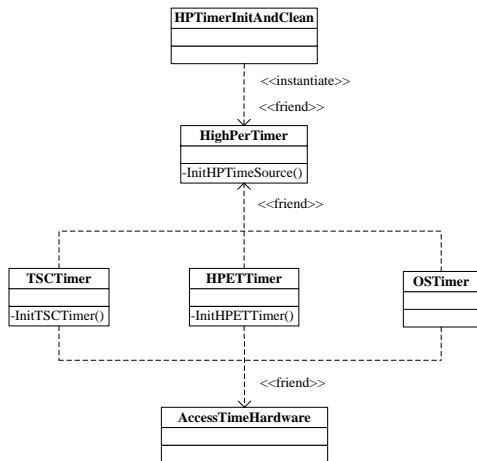 HPTimerInitAndClean
<<instantiate>>
<<friend>>
HighPerTimer
-InitHPTimeSource()
<<friend>>
TSCTimer
HPETTimer
OSTimer
-InitTSCTimer()
-InitHPETTimer()
<<friend>>
AccessTimeHardware